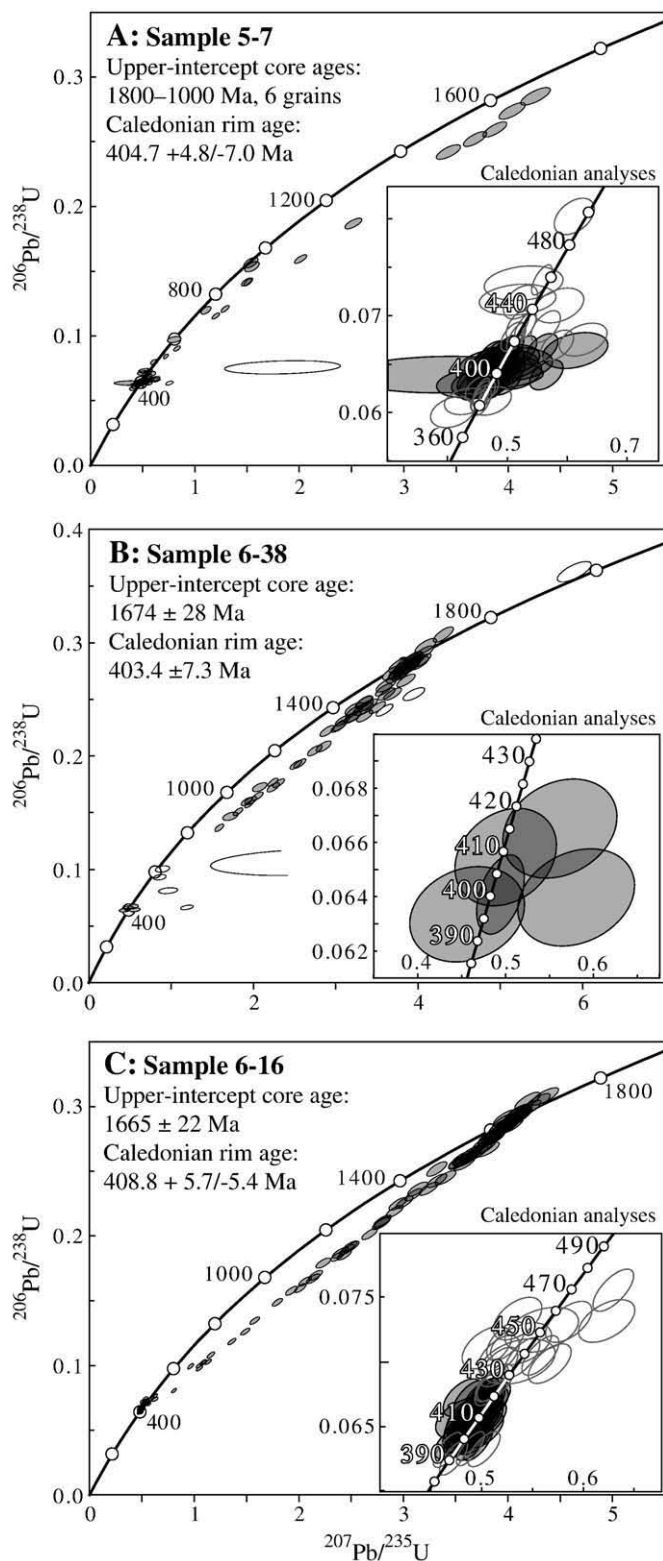 A: Sample 5-7
Upper-intercept core ages:
1800–1000 Ma, 6 grains
Caledonian rim age:
404.7 +4.8/-7.0 Ma
206Pb/238U
0.3
0.2
0.1
0.0
400
800
1200
1600
0 1 2 3 4 5
Caledonian analyses
0.07
0.06
360
400
440
480
0.5 0.7
B: Sample 6-38
Upper-intercept core age:
1674 ± 28 Ma
Caledonian rim age:
403.4 ±7.3 Ma
206Pb/238U
0.4
0.3
0.2
0.1
0.0
400
1000
1400
1800
0 2 4 6
Caledonian analyses
0.068
0.066
0.064
0.062
430
420
410
400
390
0.4 0.5 0.6
C: Sample 6-16
Upper-intercept core age:
1665 ± 22 Ma
Caledonian rim age:
408.8 + 5.7/-5.4 Ma
206Pb/238U
0.3
0.2
0.1
0.0
400
1000
1400
1800
0 1 2 3 4 5
Caledonian analyses
0.075
0.065
490
470
450
430
410
390
0.5 0.6
207Pb/235U